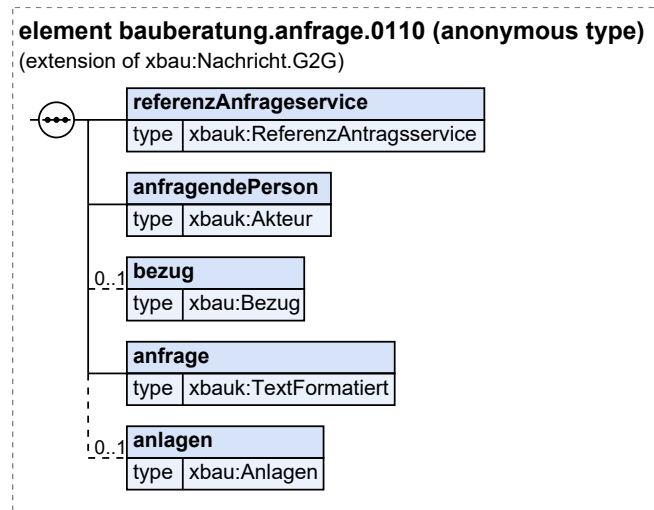 element bauberatung.anfrage.0110 (anonymous type)
(extension of xbau:Nachricht.G2G)
referenzAnfrageservice
type xbauk:ReferenzAntragsservice
anfragendePerson
type xbauk:Akteur
0..1 bezug
type xbau:Bezug
anfrage
type xbauk:TextFormatiert
0..1 anlagen
type xbau:Anlagen